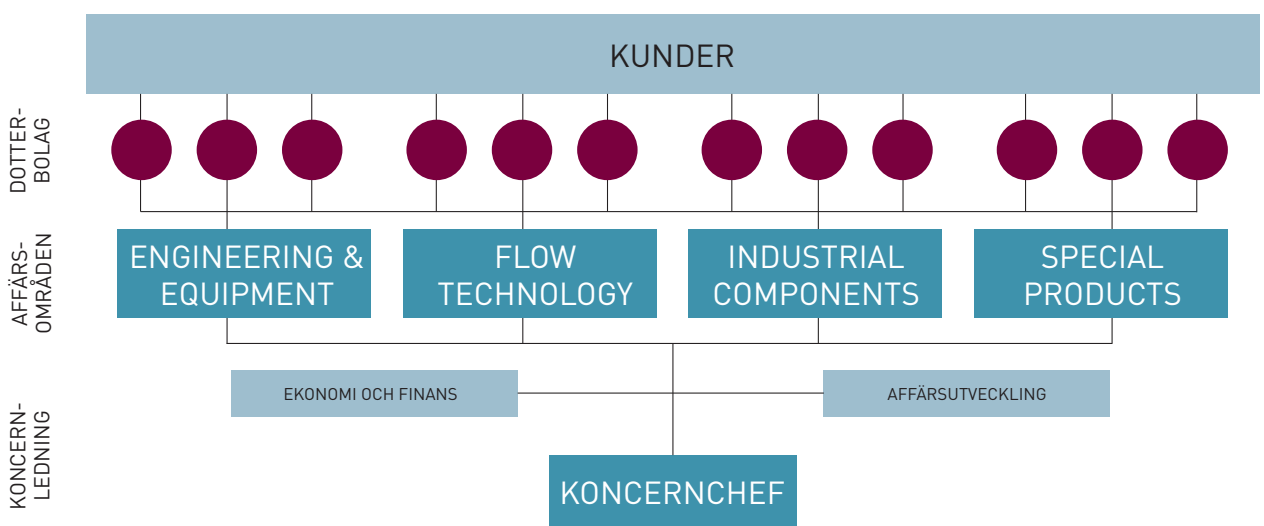 KUNDER
DOTTER-
BOLAG
AFFÄRS-
OMRÅDEN
ENGINEERING &
EQUIPMENT
FLOW
TECHNOLOGY
INDUSTRIAL
COMPONENTS
SPECIAL
PRODUCTS
KONCERN-
LEDNING
EKONOMI OCH FINANS
AFFÄRSUTVECKLING
KONCERNCHEF